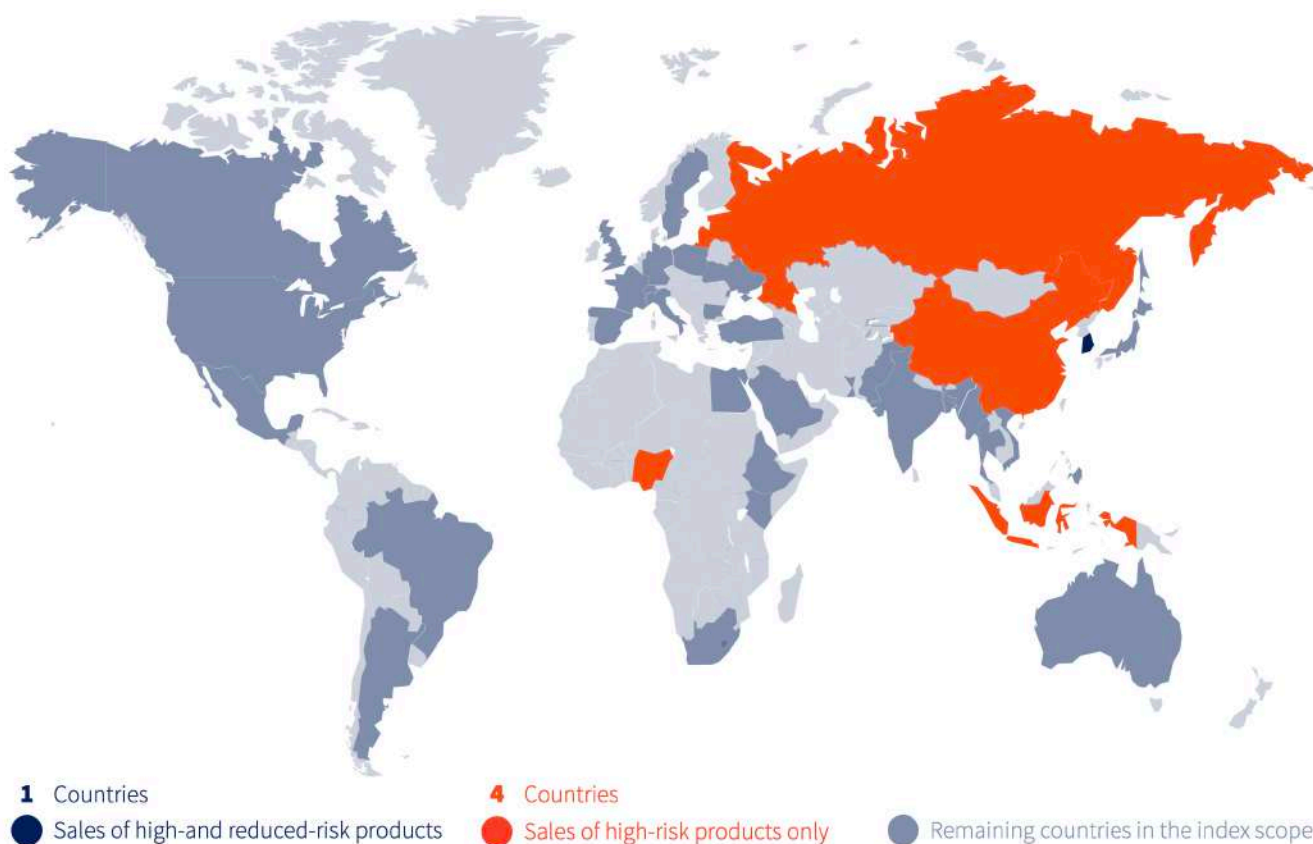 1 Countries
Sales of high-and reduced-risk products
4 Countries
Sales of high-risk products only
Remaining countries in the index scope